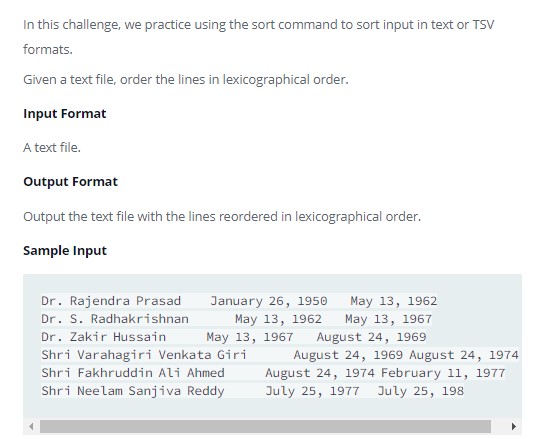 In this challenge, we practice using the sort command to sort input in text or TSV
formats.
Given a text file, order the lines in lexicographical order.
Input Format
A text file.
Output Format
Output the text file with the lines reordered in lexicographical order.
Sample Input
Dr. Rajendra Prasad    January 26, 1950   May 13, 1962
Dr. S. Radhakrishnan      May 13, 1962   May 13, 1967
Dr. Zakir Hussain     May 13, 1967   August 24, 1969
Shri Varahagiri Venkata Giri      August 24, 1969 August 24, 1974
Shri Fakhruddin Ali Ahmed     August 24, 1974 February 11, 1977
Shri Neelam Sanjiva Reddy     July 25, 1977  July 25, 198